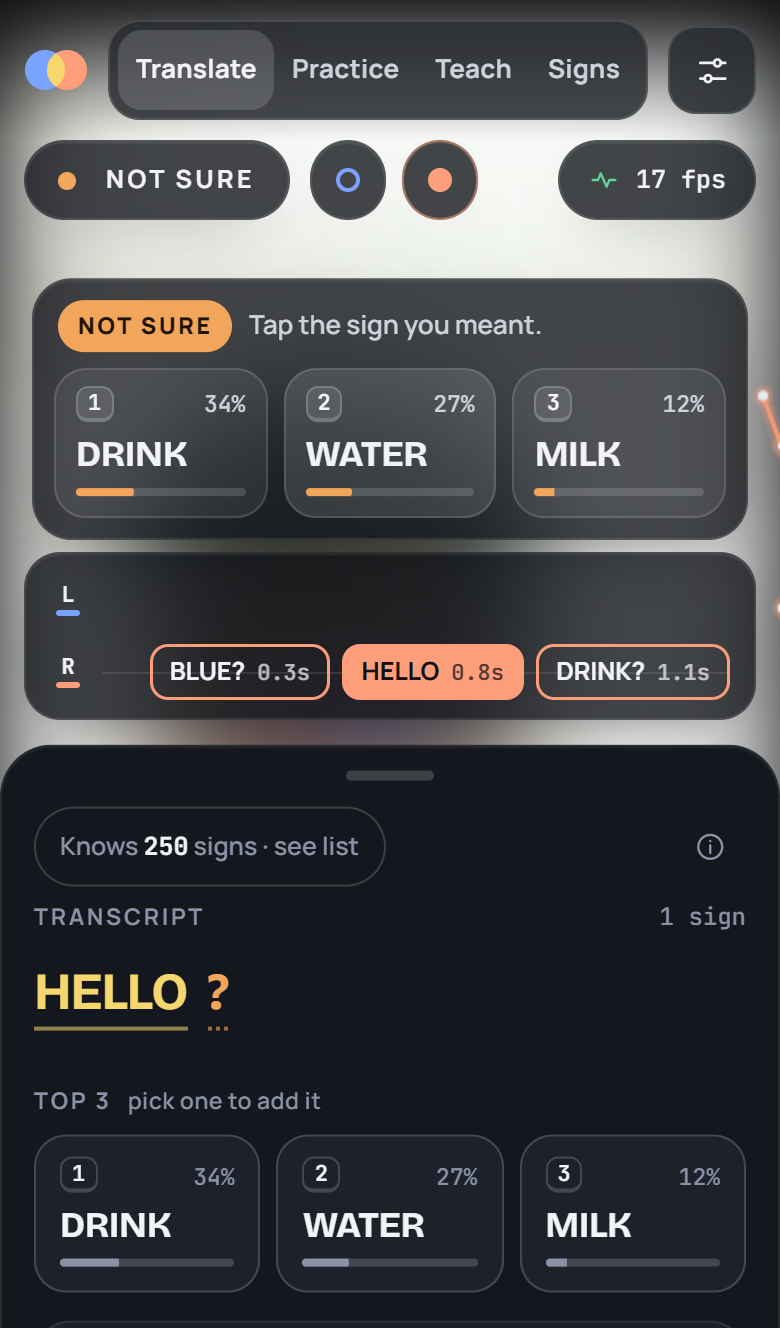 Translate Practice Teach Signs
NOT SURE 17 fps
NOT SURE Tap the sign you meant.
1 34% 2 27% 3 12%
DRINK WATER MILK
L
R BLUE? 0.3s HELLO 0.8s DRINK? 1.1s
Knows 250 signs · see list
TRANSCRIPT 1 sign
HELLO ?
TOP 3 pick one to add it
1 34% 2 27% 3 12%
DRINK WATER MILK